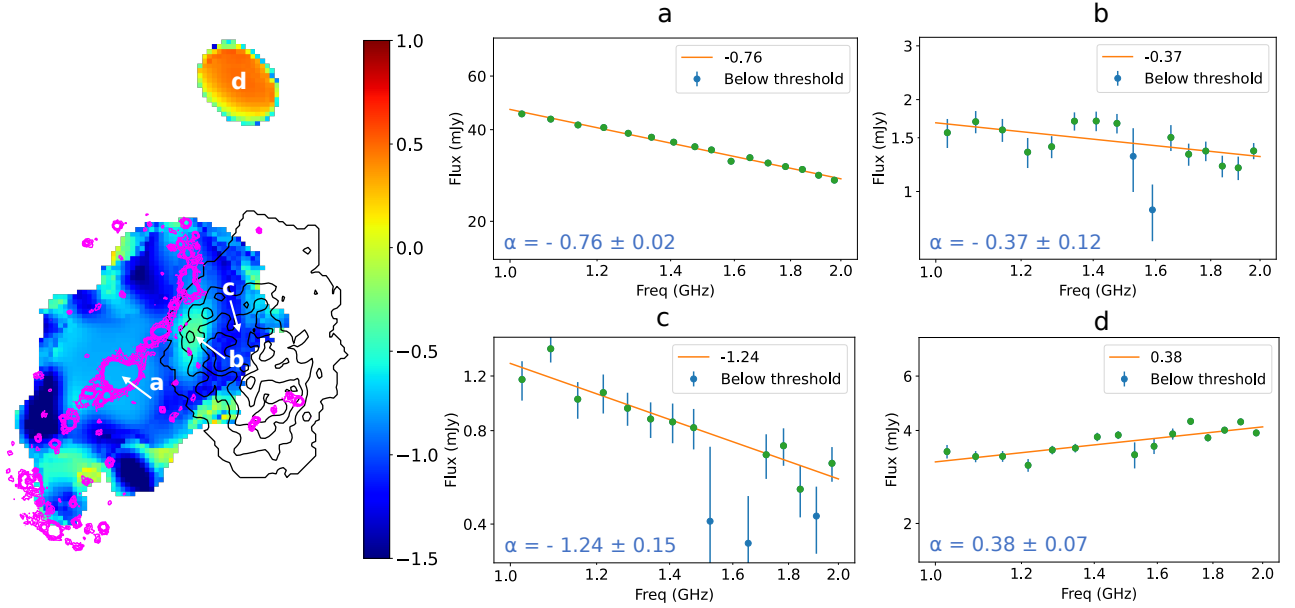 d
c
b
a
1.0
0.5
0.0
−0.5
−1.0
−1.5
a
-0.76
Below threshold
60
40
20
Flux (mJy)
α = - 0.76 ± 0.02
1.0
1.2
1.4
1.6
1.8
2.0
Freq (GHz)
b
-0.37
Below threshold
3
2
1.5
1
Flux (mJy)
α = - 0.37 ± 0.12
1.0
1.2
1.4
1.6
1.8
2.0
Freq (GHz)
c
-1.24
Below threshold
1.2
0.8
0.4
Flux (mJy)
α = - 1.24 ± 0.15
1.0
1.2
1.4
1.6
1.8
2.0
Freq (GHz)
d
0.38
Below threshold
6
4
2
Flux (mJy)
α = 0.38 ± 0.07
1.0
1.2
1.4
1.6
1.8
2.0
Freq (GHz)